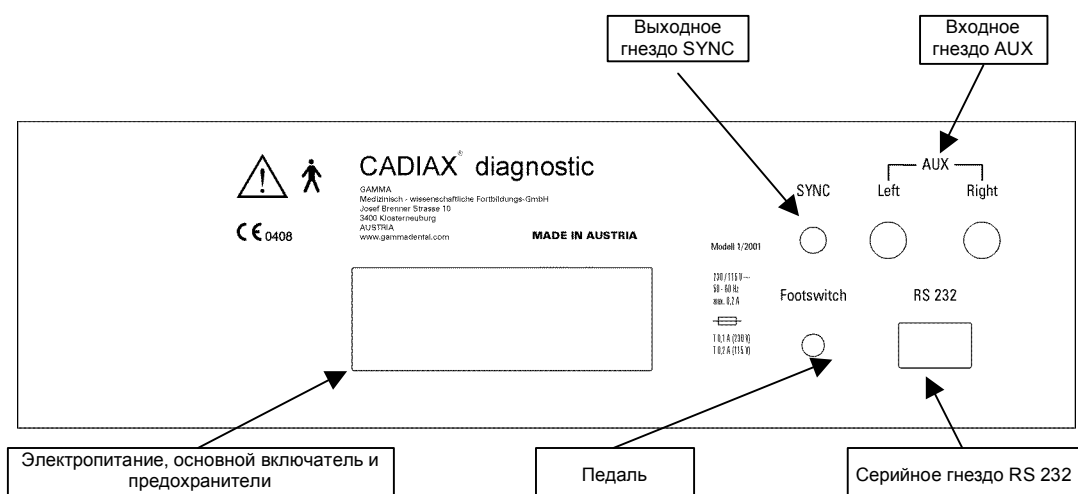 Выходное
гнездо SYNC
Входное
гнездо AUX
CADIAX® diagnostic
GAMMA
Medizinisch - wissenschaftliche Fortbildungs-GmbH
Josef Brenner Strasse 10
3400 Klosterneuburg
AUSTRIA
www.gammadental.com
MADE IN AUSTRIA
CE 0408
Modell 1/2001
230 / 115 V ~
50 - 60 Hz
max. 0,2 A
T 0,1 A (230 V)
T 0,2 A (115 V)
SYNC
AUX
Left
Right
Footswitch
RS 232
Электропитание, основной включатель и
предохранители
Педаль
Серийное гнездо RS 232